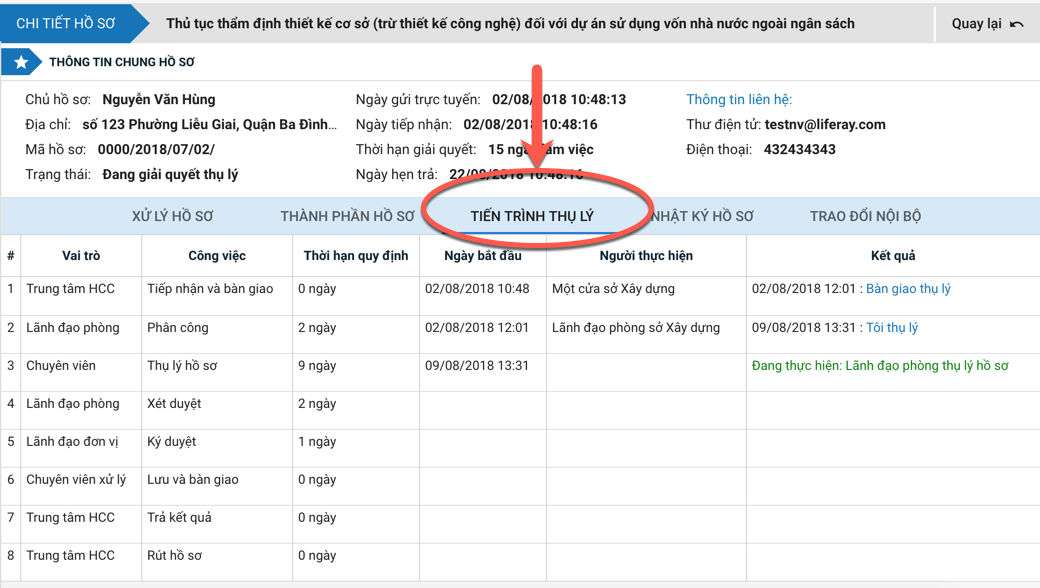 CHI TIẾT HỒ SƠ
Thủ tục thẩm định thiết kế cơ sở (trừ thiết kế công nghệ) đối với dự án sử dụng vốn nhà nước ngoài ngân sách
Quay lại
THÔNG TIN CHUNG HỒ SƠ
Chủ hồ sơ: Nguyễn Văn Hùng
Địa chỉ: số 123 Phường Liễu Giai, Quận Ba Đình...
Mã hồ sơ: 0000/2018/07/02/
Trạng thái: Đang giải quyết thụ lý
Ngày gửi trực tuyến: 02/08/2018 10:48:13
Ngày tiếp nhận: 02/08/2018 10:48:16
Thời hạn giải quyết: 15 ngày làm việc
Ngày hẹn trả: 22/08/2018 10:48:16
Thông tin liên hệ:
Thư điện tử: testnv@liferay.com
Điện thoại: 432434343
XỬ LÝ HỒ SƠ THÀNH PHẦN HỒ SƠ TIẾN TRÌNH THỤ LÝ NHẬT KÝ HỒ SƠ TRAO ĐỔI NỘI BỘ
# Vai trò Công việc Thời hạn quy định Ngày bắt đầu Người thực hiện Kết quả
1 Trung tâm HCC Tiếp nhận và bàn giao 0 ngày 02/08/2018 10:48 Một cửa sở Xây dựng 02/08/2018 12:01 : Bàn giao thụ lý
2 Lãnh đạo phòng Phân công 2 ngày 02/08/2018 12:01 Lãnh đạo phòng sở Xây dựng 09/08/2018 13:31 : Tôi thụ lý
3 Chuyên viên Thụ lý hồ sơ 9 ngày 09/08/2018 13:31 Đang thực hiện: Lãnh đạo phòng thụ lý hồ sơ
4 Lãnh đạo phòng Xét duyệt 2 ngày
5 Lãnh đạo đơn vị Ký duyệt 1 ngày
6 Chuyên viên xử lý Lưu và bàn giao 0 ngày
7 Trung tâm HCC Trả kết quả 0 ngày
8 Trung tâm HCC Rút hồ sơ 0 ngày